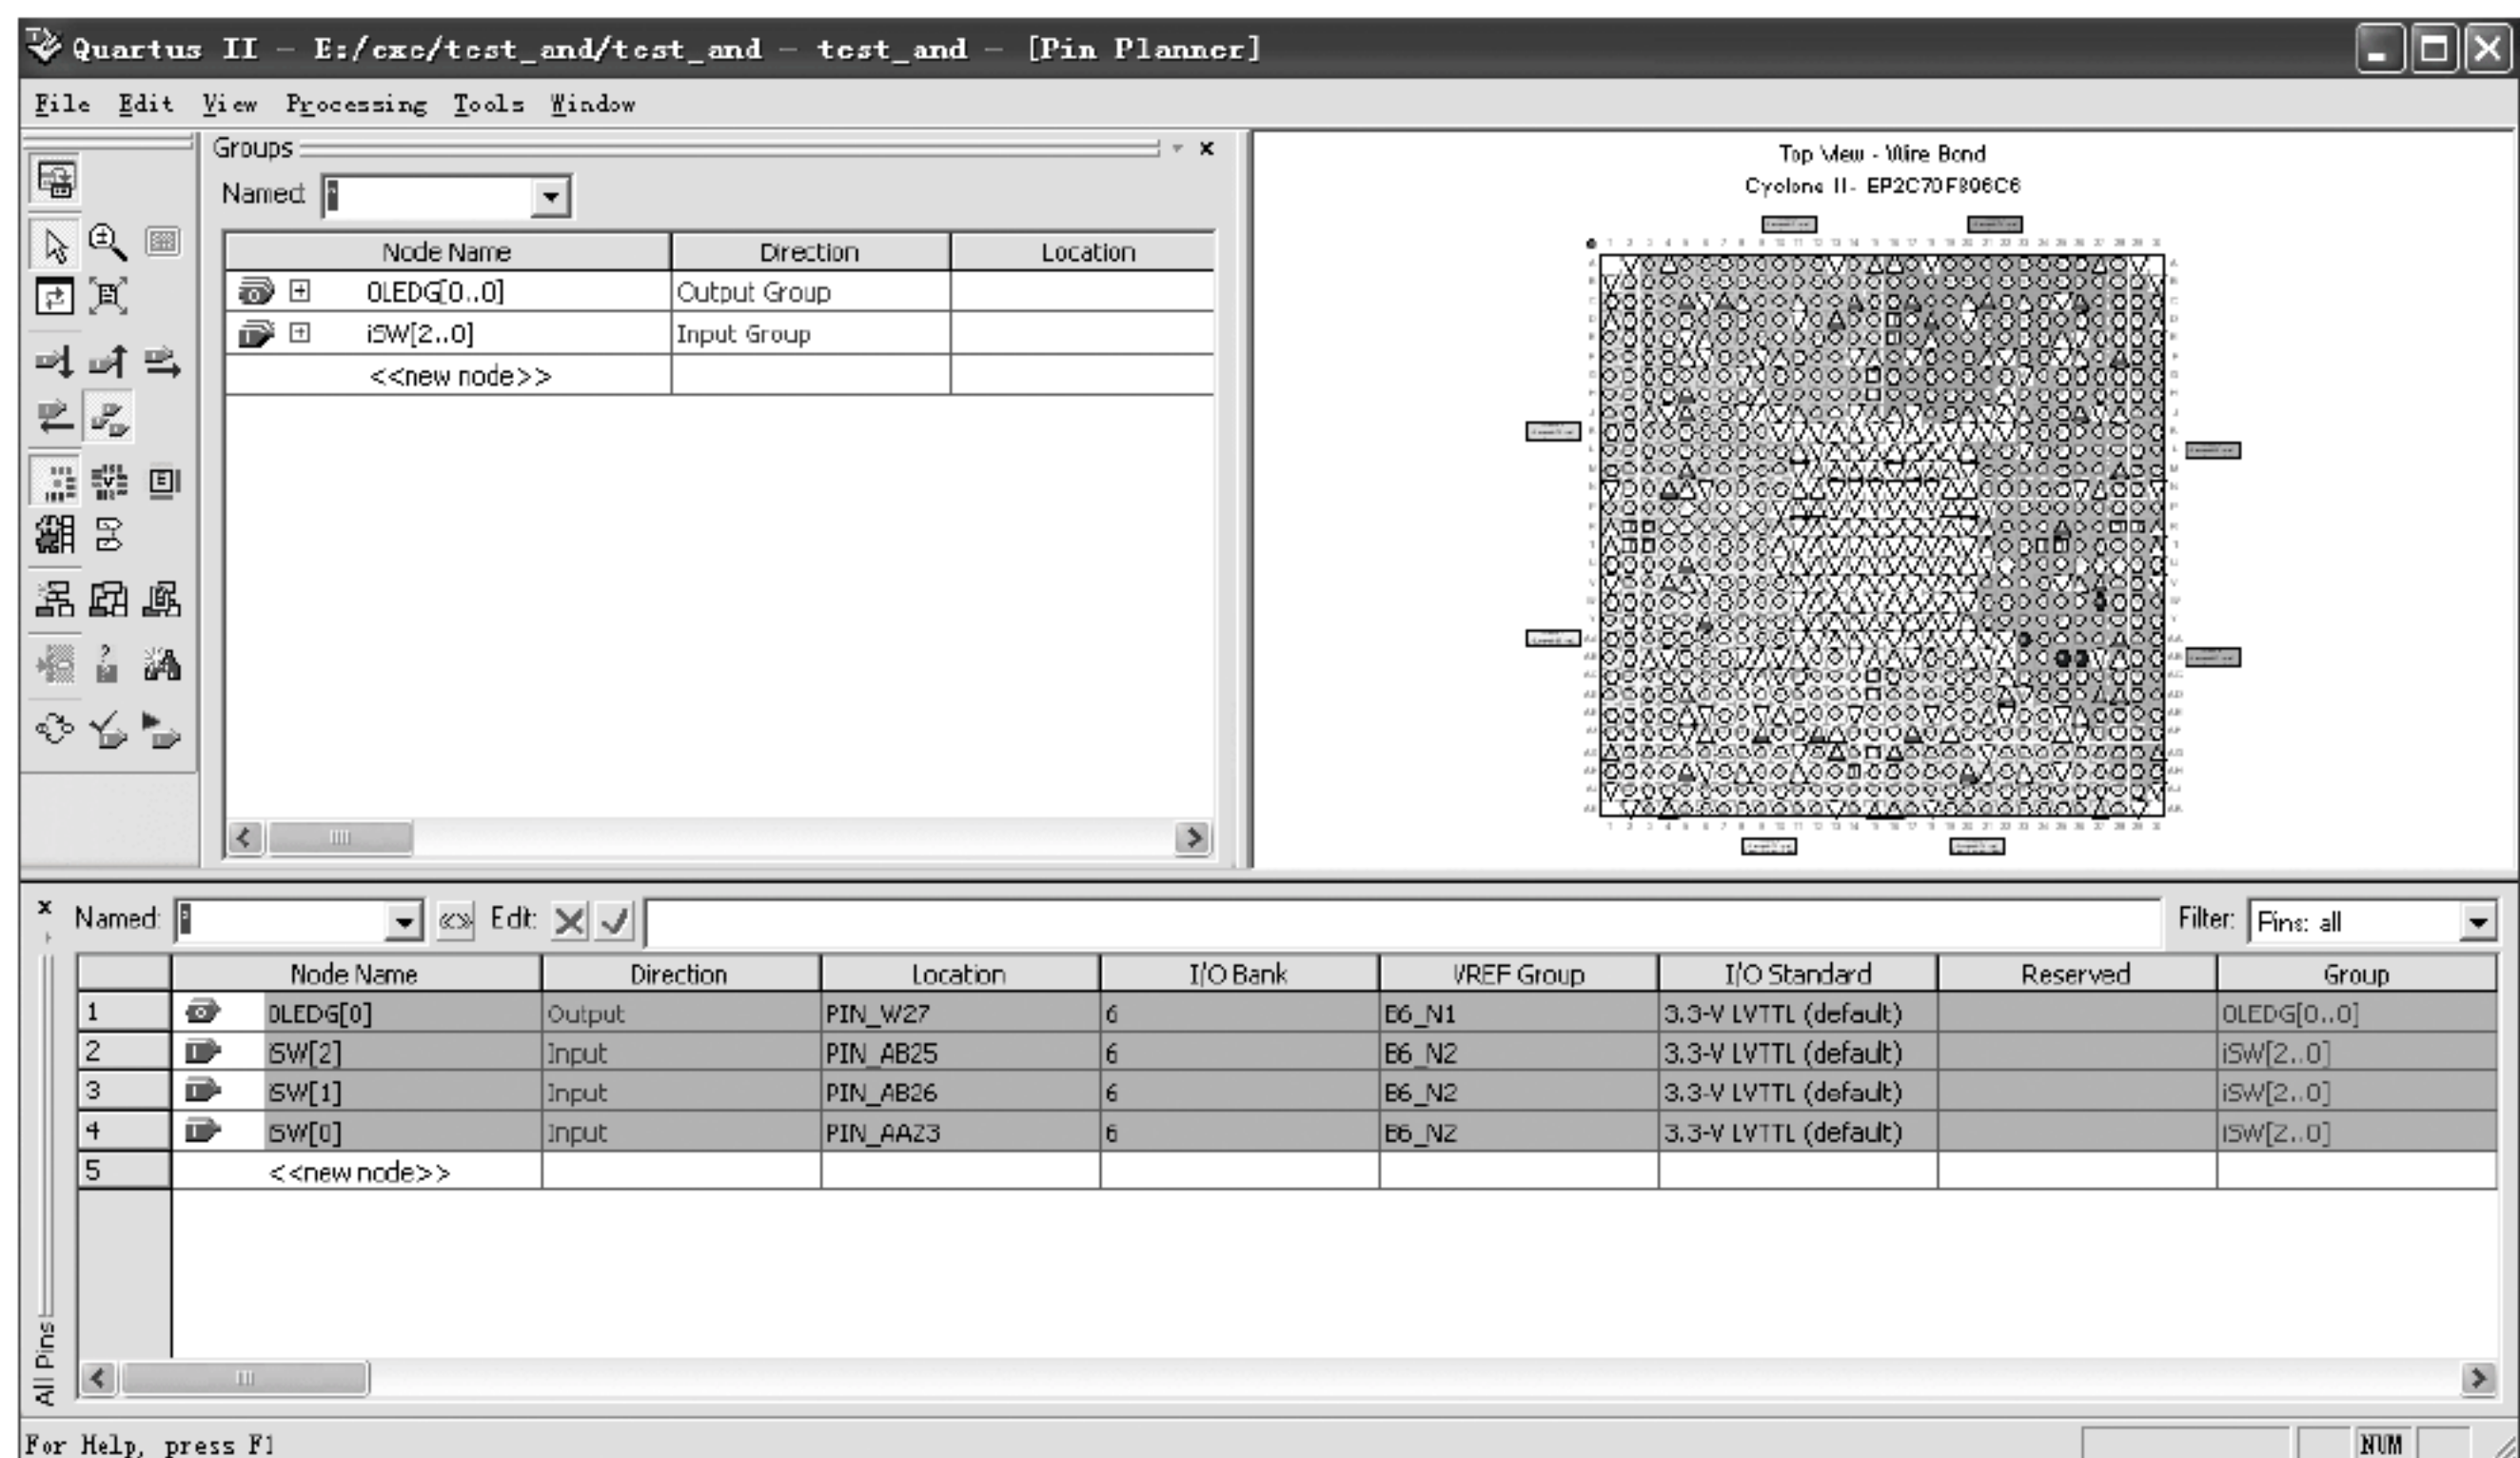 Quartus II - E:/exe/test_and/test_and - test_and - [Pin Planner]
File Edit View Processing Tools Window
Groups
Named:
Node Name Direction Location
OLEDG[0..0] Output Group
iSW[2..0] Input Group
<<new node>>
Top View - Wire Bond
Cyclone II - EP2C70F896C6
Named: Edit: Filter: Pins: all
Node Name Direction Location I/O Bank VREF Group I/O Standard Reserved Group
1 OLEDG[0] Output PIN_W27 6 B6_N1 3.3-V LVTTL (default) OLEDG[0..0]
2 iSW[2] Input PIN_AB25 6 B6_N2 3.3-V LVTTL (default) iSW[2..0]
3 iSW[1] Input PIN_AB26 6 B6_N2 3.3-V LVTTL (default) iSW[2..0]
4 iSW[0] Input PIN_AA23 6 B6_N2 3.3-V LVTTL (default) iSW[2..0]
5 <<new node>>
All Pins
For Help, press F1
NUM